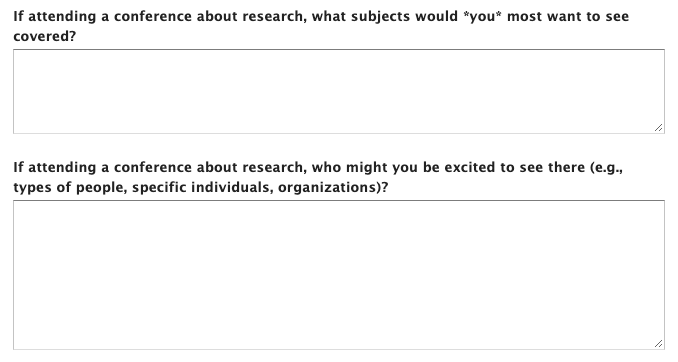 If attending a conference about research, what subjects would *you* most want to see
covered?
If attending a conference about research, who might you be excited to see there (e.g.,
types of people, specific individuals, organizations)?